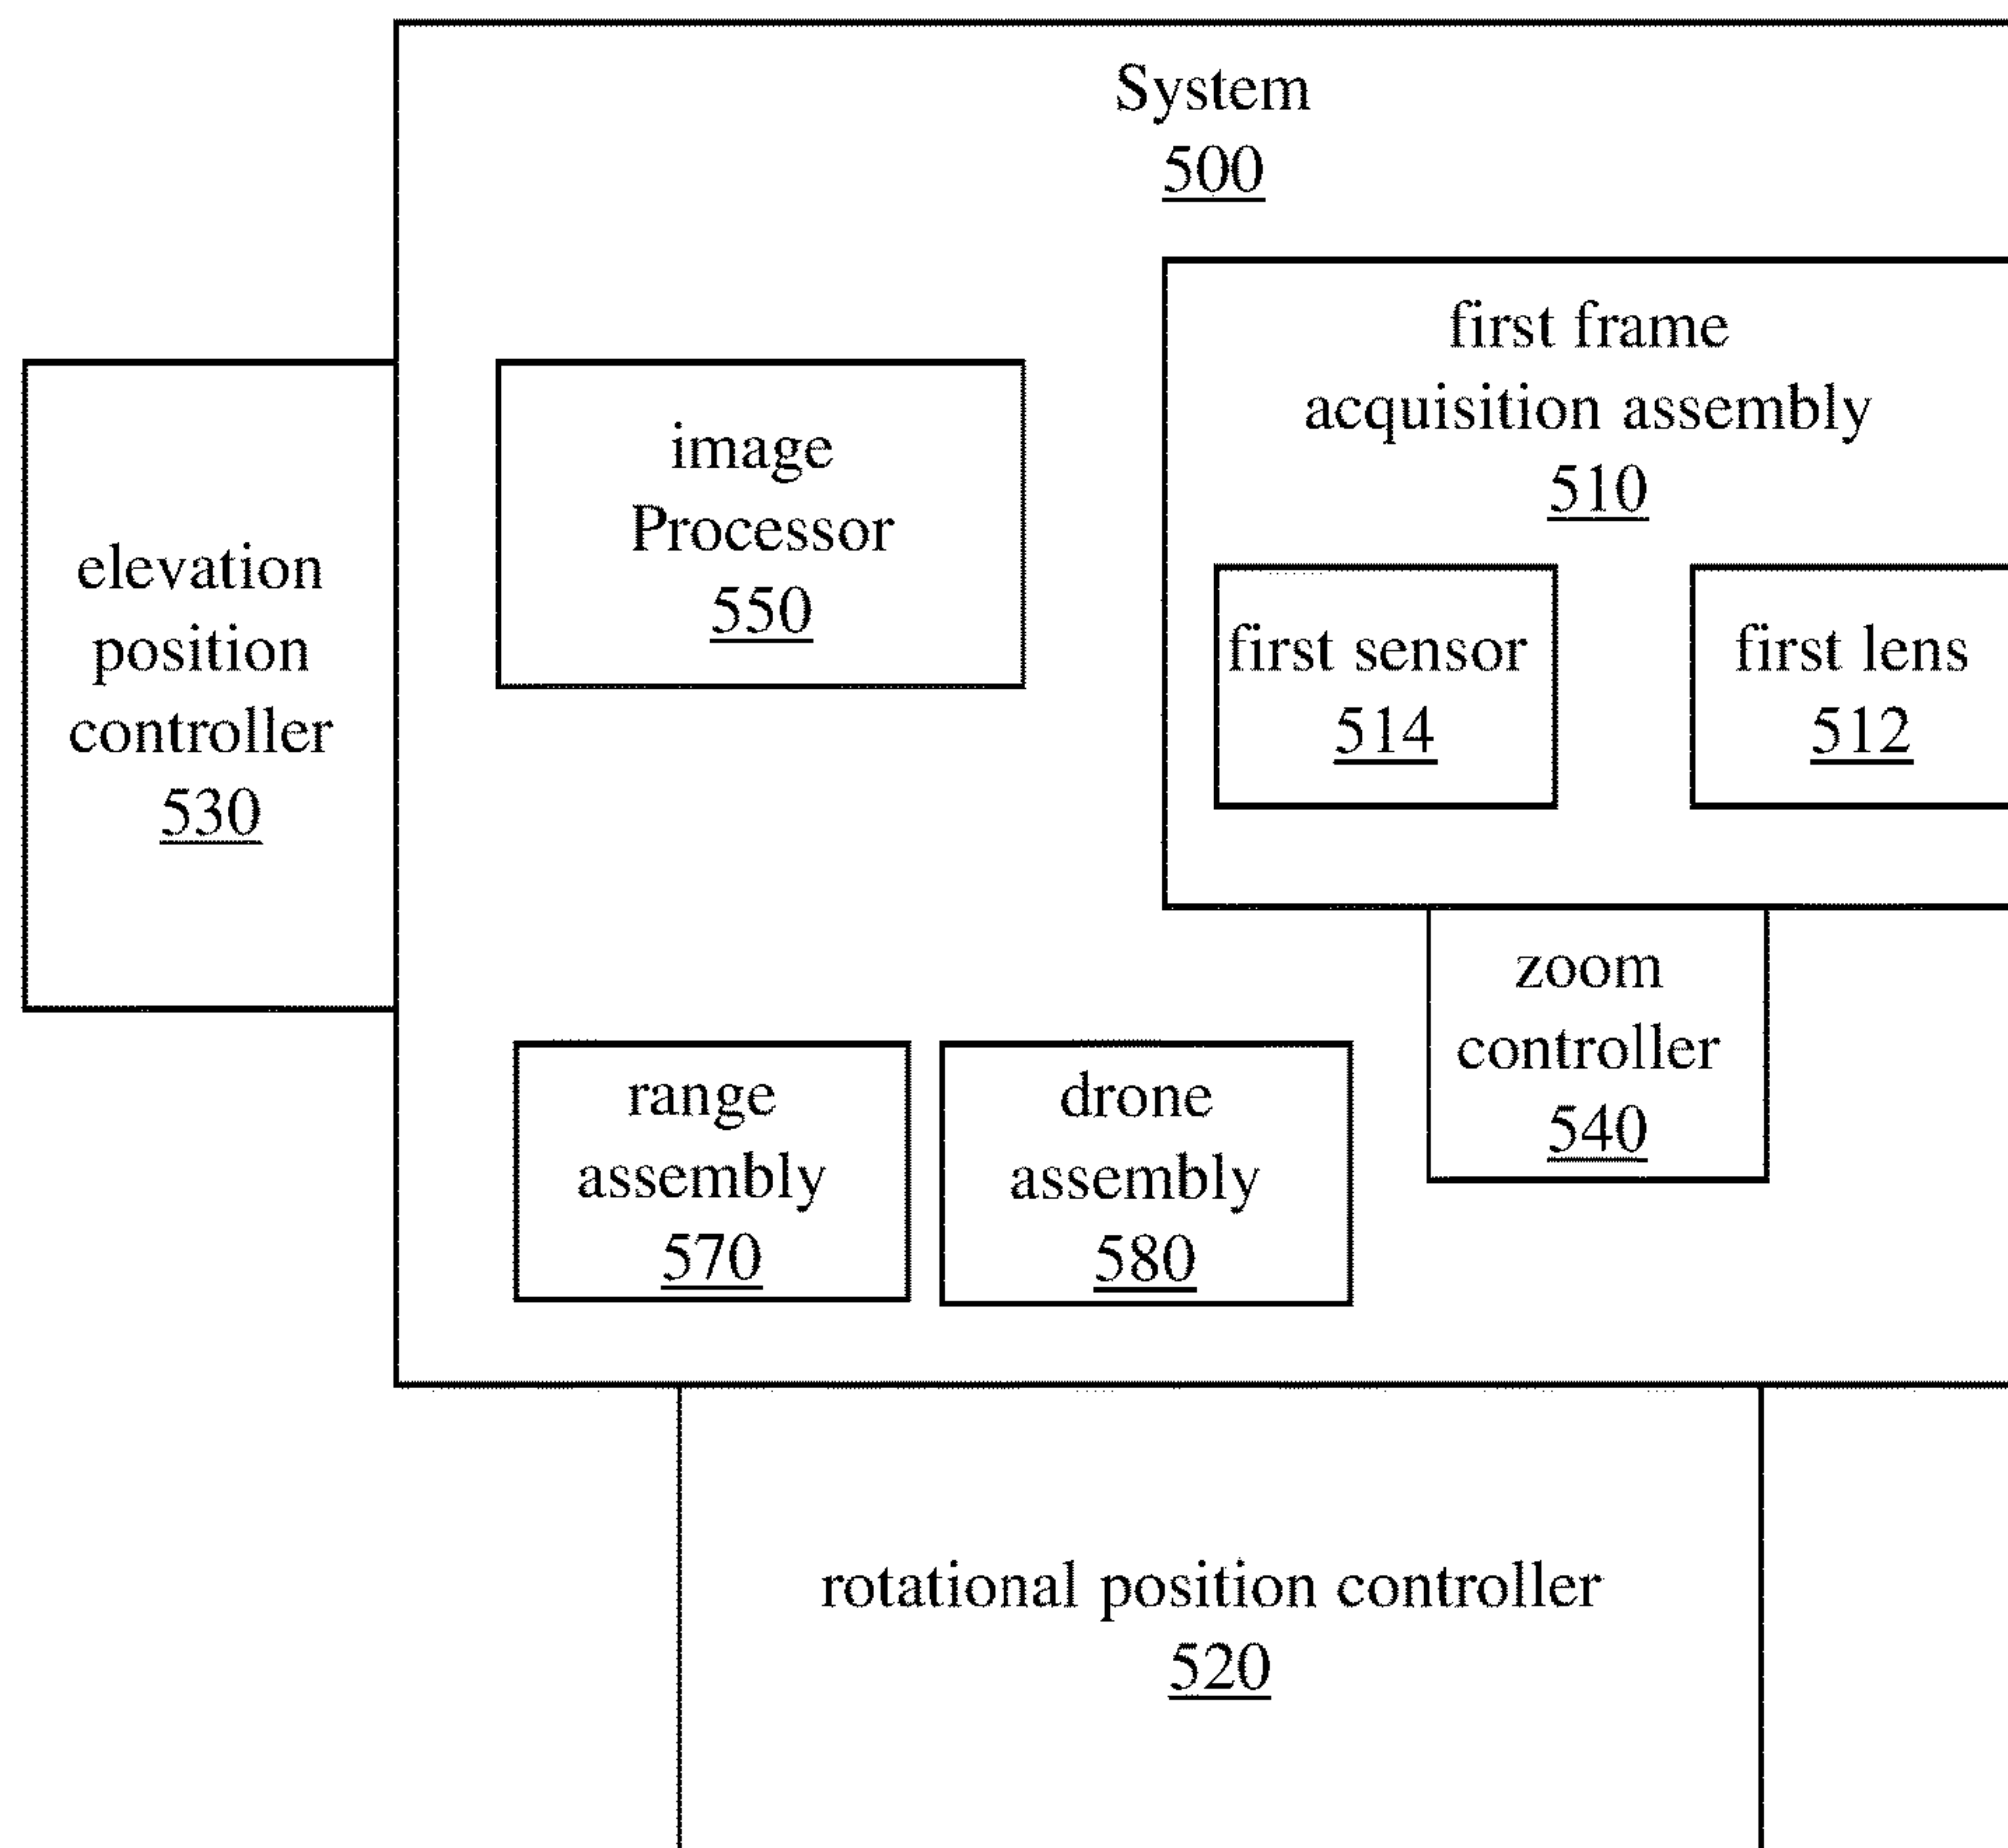 System
500
first frame
acquisition assembly
510
image
Processor
550
elevation
position
controller
530
first sensor
514
first lens
512
zoom
controller
540
range
assembly
570
drone
assembly
580
rotational position controller
520